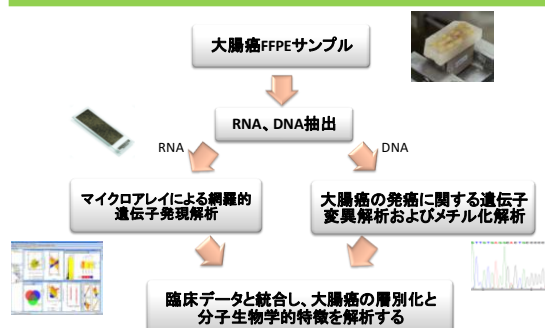 大腸癌FFPEサンプル
RNA、DNA抽出
RNA
DNA
マイクロアレイによる網羅的
遺伝子発現解析
大腸癌の発癌に関する遺伝子
変異解析およびメチル化解析
臨床データと統合し、大腸癌の層別化と
分子生物学的特徴を解析する